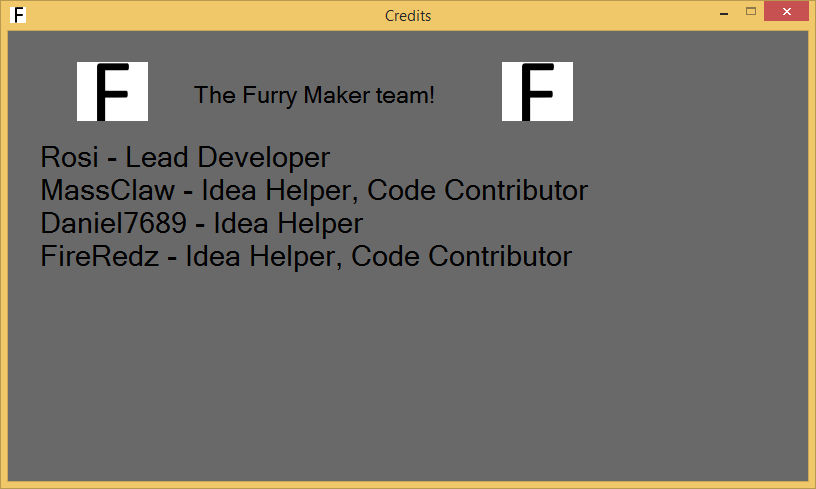 F Credits
F The Furry Maker team! F
Rosi - Lead Developer
MassClaw - Idea Helper, Code Contributor
Daniel7689 - Idea Helper
FireRedz - Idea Helper, Code Contributor